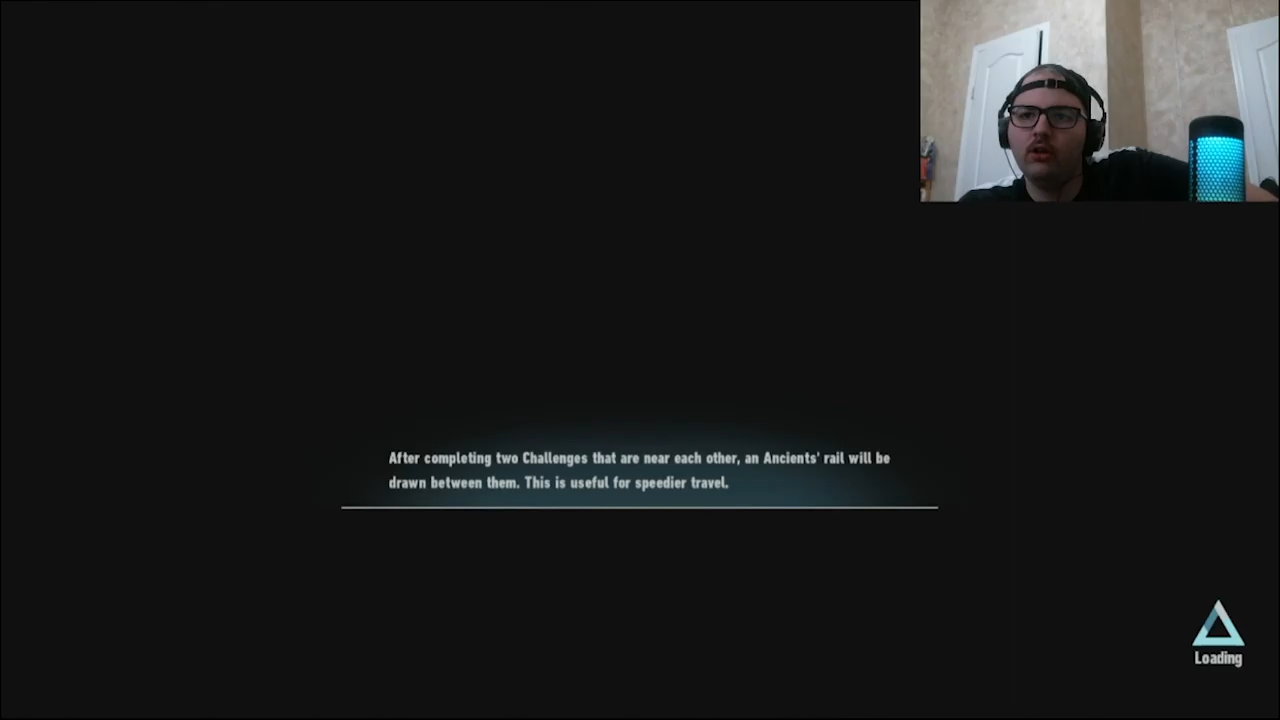 After completing two Challenges that are near each other, an Ancients' rail will be
drawn between them. This is useful for speedier travel.
Loading